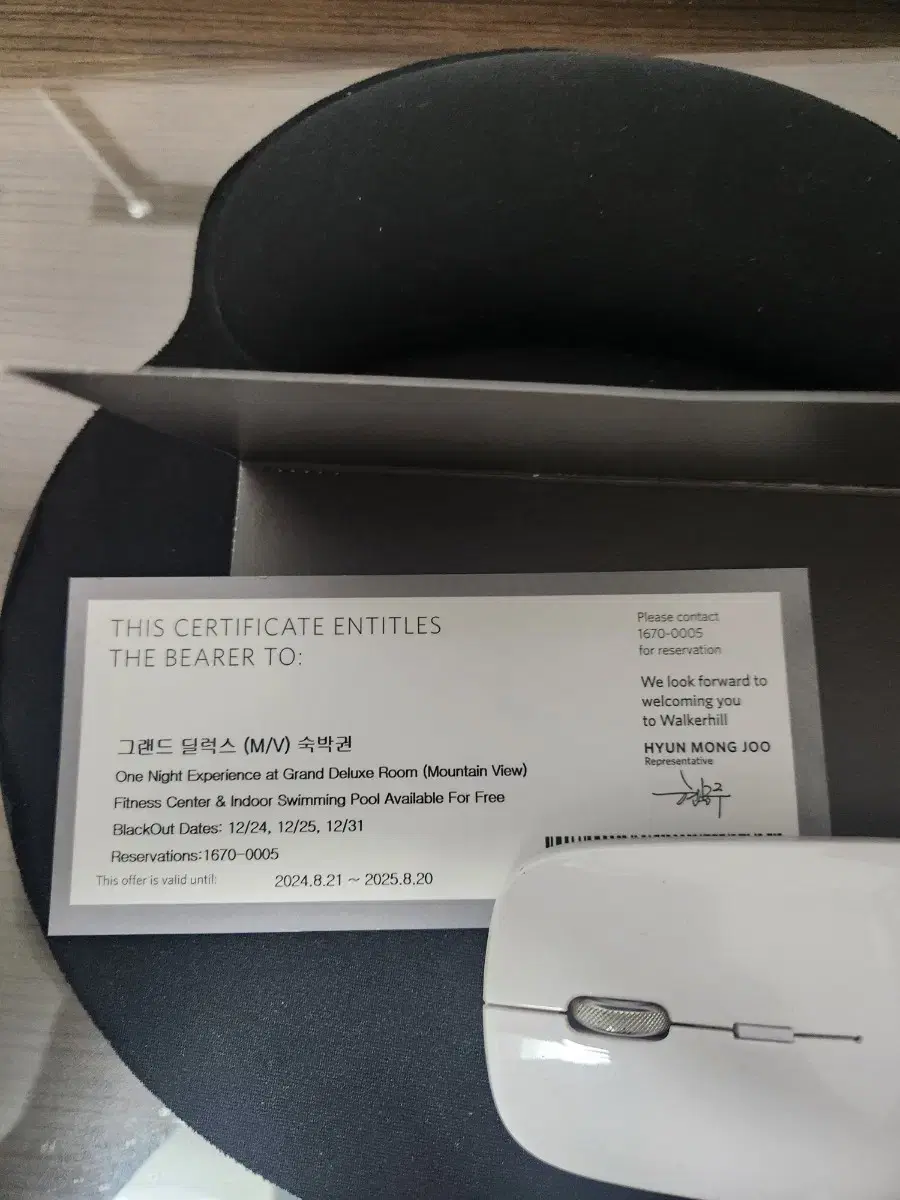 THIS CERTIFICATE ENTITLES
THE BEARER TO:
그랜드 딜럭스 (M/V) 숙박권
One Night Experience at Grand Deluxe Room (Mountain View)
Fitness Center & Indoor Swimming Pool Available For Free
BlackOut Dates: 12/24, 12/25, 12/31
Reservations:1670-0005
This offer is valid until: 2024.8.21 ~ 2025.8.20
Please contact
1670-0005
for reservation
We look forward to
welcoming you
to Walkerhill
HYUN MONG JOO
Representative